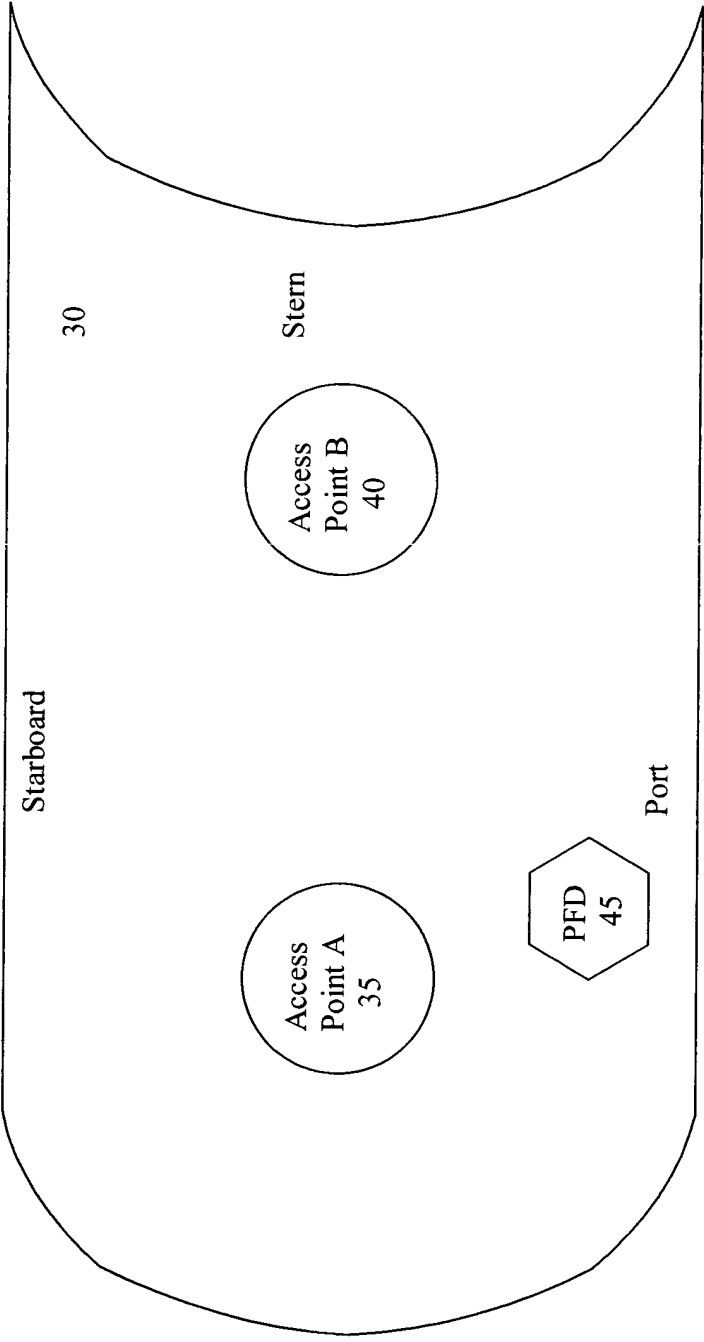 Starboard
30
Stern
Access
Point A
35
Access
Point B
40
PFD
45
Port